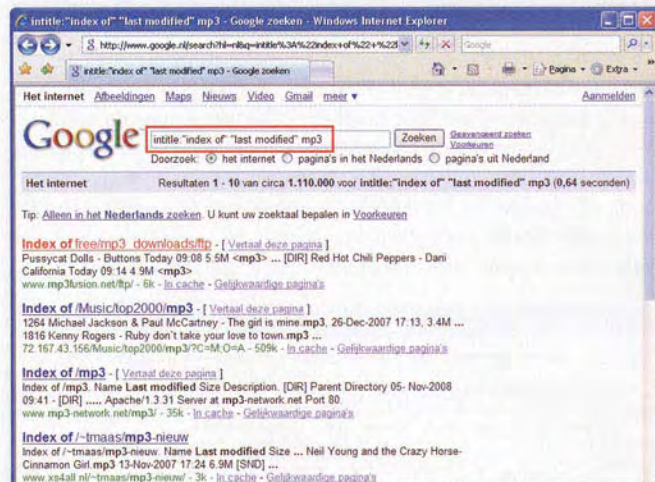 intitle:"index of" "last modified" mp3 - Google zoeken - Windows Internet Explorer
http://www.google.nl/search?hl=nl&q=intitle%3A%22index+of%22+%22l
Google
intitle:"index of" "last modified" mp3 - Google zoeken
Pagina
Extra
Het internet Afbeeldingen Maps Nieuws Video Gmail meer ▼
Aanmelden
Google
intitle:"index of" "last modified" mp3
Zoeken
Geavanceerd zoeken
Voorkeuren
Doorzoek: het internet pagina's in het Nederlands pagina's uit Nederland
Het internet
Resultaten 1 - 10 van circa 1.110.000 voor intitle:"index of" "last modified" mp3 (0,64 seconden)
Tip: Alleen in het Nederlands zoeken. U kunt uw zoektaal bepalen in Voorkeuren
Index of free/mp3_downloads/ftp - [ Vertaal deze pagina ]
Pussycat Dolls - Buttons Today 09:08 5.5M <mp3> ... [DIR] Red Hot Chili Peppers - Dani
California Today 09:14 4.9M <mp3>
www.mp3fusion.net/ftp/ - 6k - In cache - Gelijkwaardige pagina's
Index of /Music/top2000/mp3 - [ Vertaal deze pagina ]
1264 Michael Jackson & Paul McCartney - The girl is mine.mp3, 26-Dec-2007 17:13, 3.4M ...
1816 Kenny Rogers - Ruby don't take your love to town.mp3 ...
72.167.43.156/Music/top2000/mp3/?C=M;O=A - 509k - In cache - Gelijkwaardige pagina's
Index of /mp3 - [ Vertaal deze pagina ]
Index of /mp3. Name Last modified Size Description. [DIR] Parent Directory 05- Nov-2008
09:41 - [DIR] ..... Apache/1.3.31 Server at mp3-network.net Port 80.
www.mp3-network.net/mp3/ - 35k - In cache - Gelijkwaardige pagina's
Index of /~tmaas/mp3-nieuw
Index of /~tmaas/mp3-nieuw. Name Last modified Size ... Neil Young and the Crazy Horse-
Cinnamon Girl.mp3 13-Nov-2007 17:24 6.9M [SND] ...
www.xs4all.nl/~tmaas/mp3-nieuw/ - 3k - In cache - Gelijkwaardige pagina's